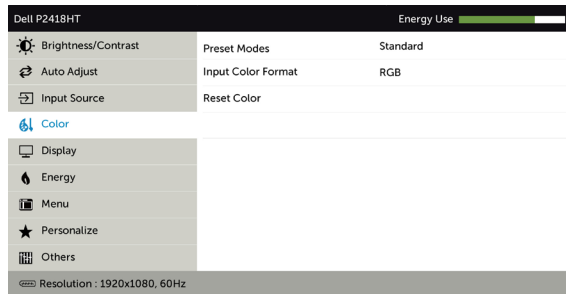 Dell P2418HT
Energy Use
Brightness/Contrast
Preset Modes
Standard
Auto Adjust
Input Color Format
RGB
Input Source
Reset Color
Color
Display
Energy
Menu
Personalize
Others
Resolution : 1920x1080, 60Hz